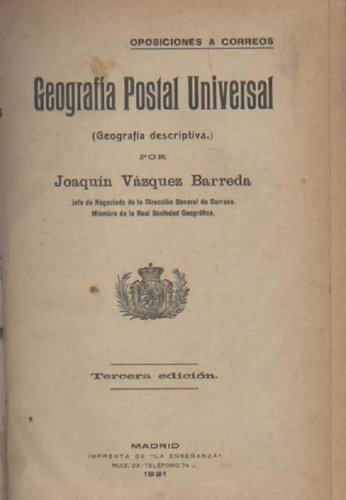 OPOSICIONES A CORREOS
Geografía Postal Universal
(Geografía descriptiva.)
POR
Joaquín Vázquez Barreda
Jefe de Negociado de la Dirección General de Correos.
Miembro de la Real Sociedad Geográfica.
Tercera edición.
MADRID
IMPRENTA DE "LA ENSEÑANZA"
RUIZ, 23.-TELÉFONO 74 J.
1921